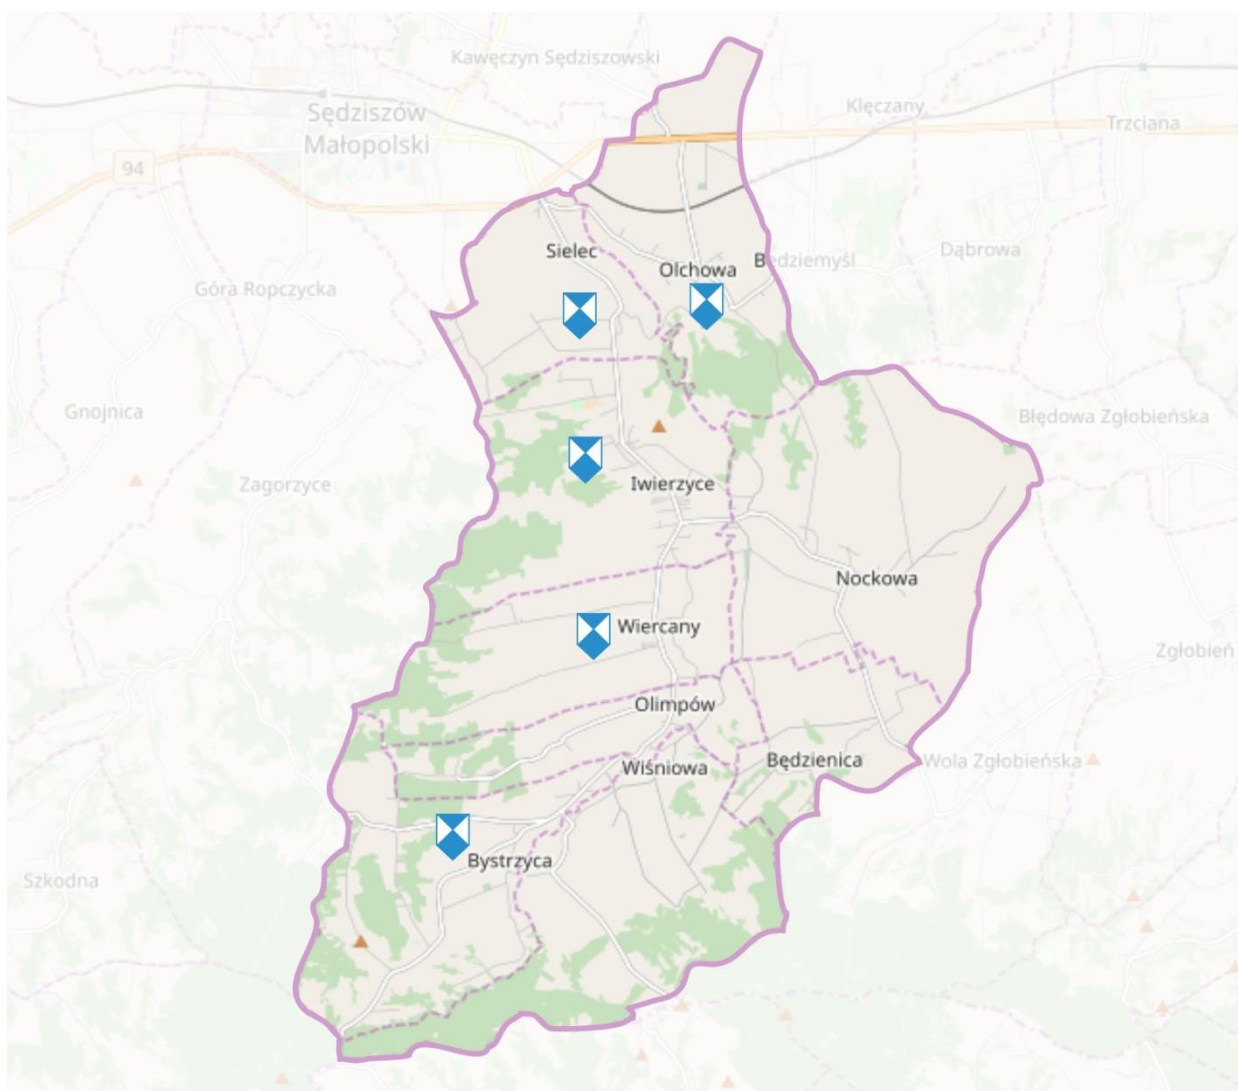 Kawęczyn Sędziszowski
Klęczany
Sędziszów
Małopolski
Trzciana
94
Sielec
Olchowa
Będziemyśl
Dąbrowa
Góra Ropczycka
Gnojnica
Błędowa Zgłobieńska
Zagorzyce
Iwierzyce
Nockowa
Wiercany
Zgłobień
Olimpów
Wiśniowa
Będzienica
Wola Zgłobieńska
Bystrzyca
Szkodna